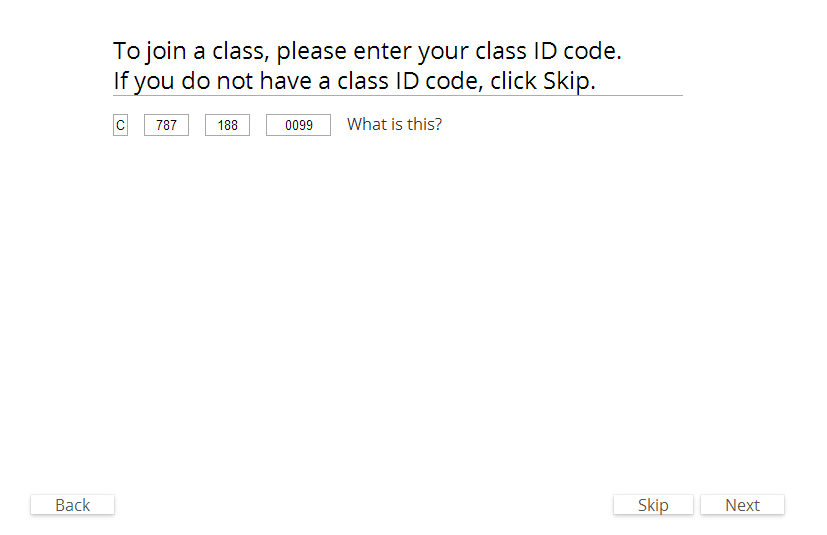 To join a class, please enter your class ID code.
If you do not have a class ID code, click Skip.
C 787 188 0099 What is this?
Back Skip Next